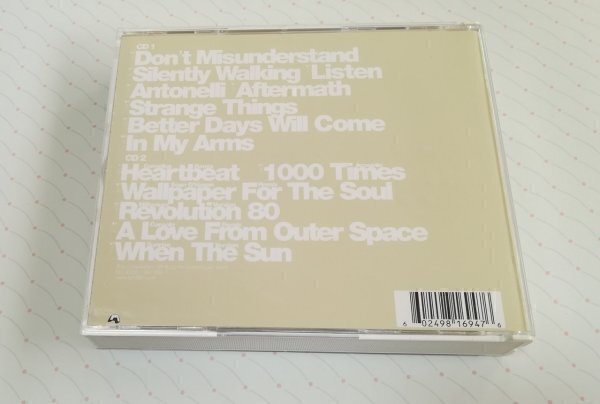 CD 1
Don't Misunderstand
Silently Walking Listen
Antonelli Aftermath
Strange Things
Better Days Will Come
In My Arms
CD 2
Heartbeat 1000 Times
Wallpaper For The Soul
Revolution 80
A Love From Outer Space
When The Sun
6 02498 16947 6